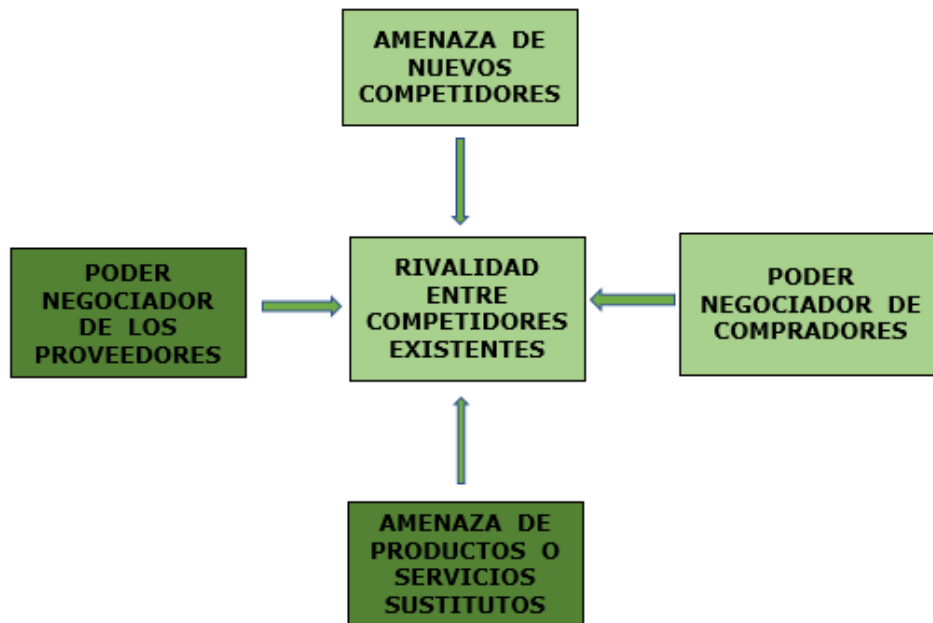 AMENAZA DE
NUEVOS
COMPETIDORES
PODER
NEGOCIADOR
DE LOS
PROVEEDORES
RIVALIDAD
ENTRE
COMPETIDORES
EXISTENTES
PODER
NEGOCIADOR DE
COMPRADORES
AMENAZA DE
PRODUCTOS O
SERVICIOS
SUSTITUTOS